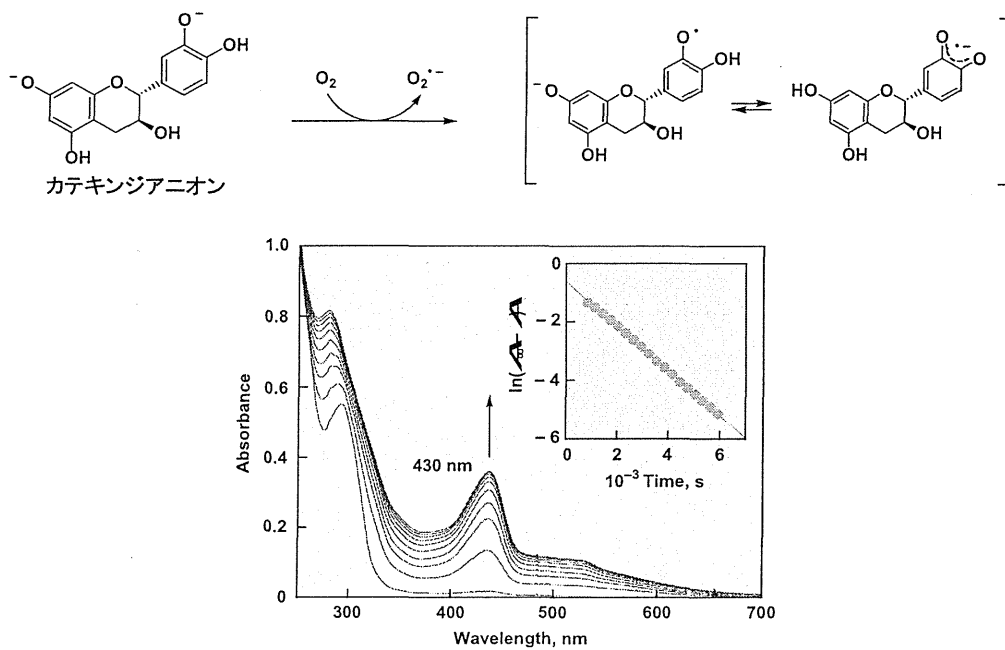 O⁻
OH
⁻O
O
OH
OH
カテキンジアニオン
O₂
O₂•⁻
O•
OH
⁻O
O
OH
OH
O
•⁻
O
HO
O
OH
OH
1.0
0.8
0.6
0.4
0.2
0
Absorbance
300
400
500
600
700
Wavelength, nm
430 nm
0
−2
−4
−6
0
2
4
6
10⁻³ Time, s